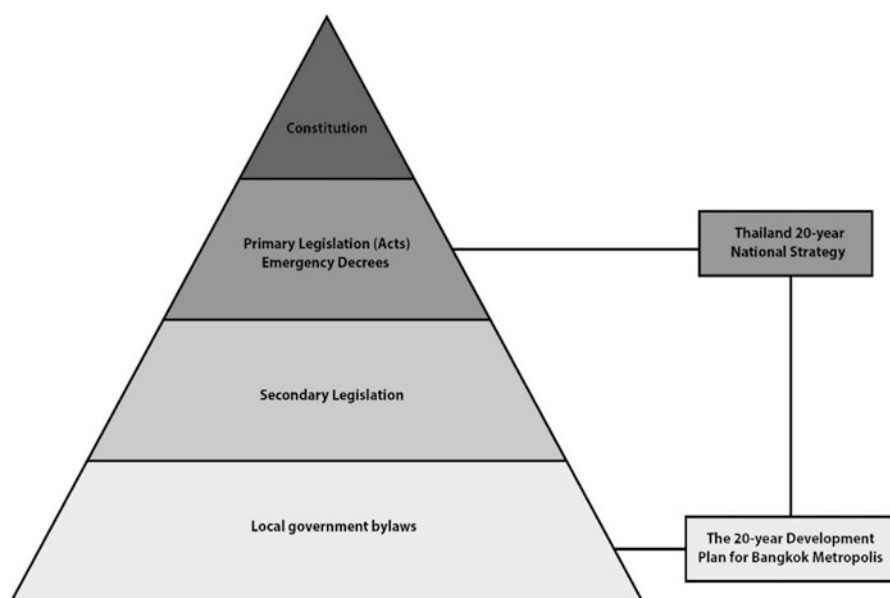 Constitution
Primary Legislation (Acts)
Emergency Decrees
Thailand 20-year
National Strategy
Secondary Legislation
Local government bylaws
The 20-year Development
Plan for Bangkok Metropolis